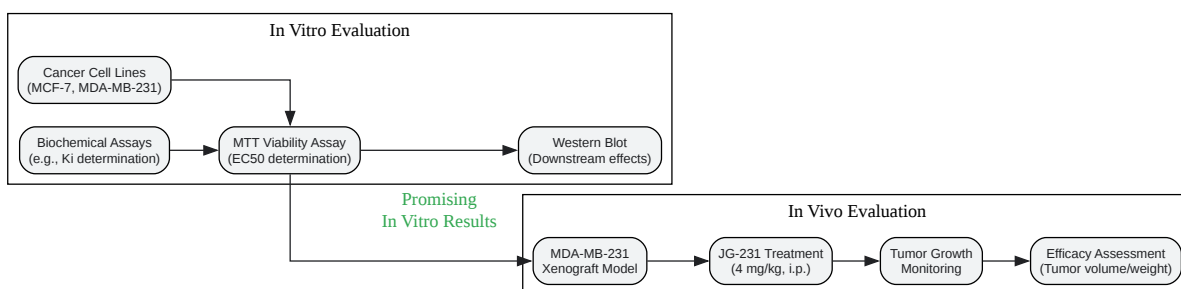 In Vitro Evaluation
Cancer Cell Lines
(MCF-7, MDA-MB-231)
Biochemical Assays
(e.g., Ki determination)
MTT Viability Assay
(EC50 determination)
Western Blot
(Downstream effects)
Promising
In Vitro Results
In Vivo Evaluation
MDA-MB-231
Xenograft Model
JG-231 Treatment
(4 mg/kg, i.p.)
Tumor Growth
Monitoring
Efficacy Assessment
(Tumor volume/weight)